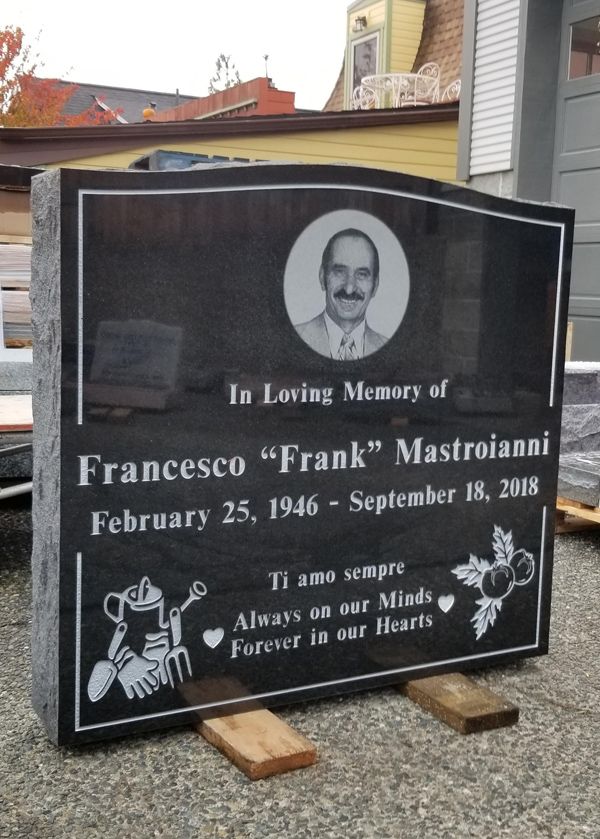 In Loving Memory of
Francesco “Frank” Mastroianni
February 25, 1946 - September 18, 2018
Ti amo sempre
Always on our Minds
Forever in our Hearts